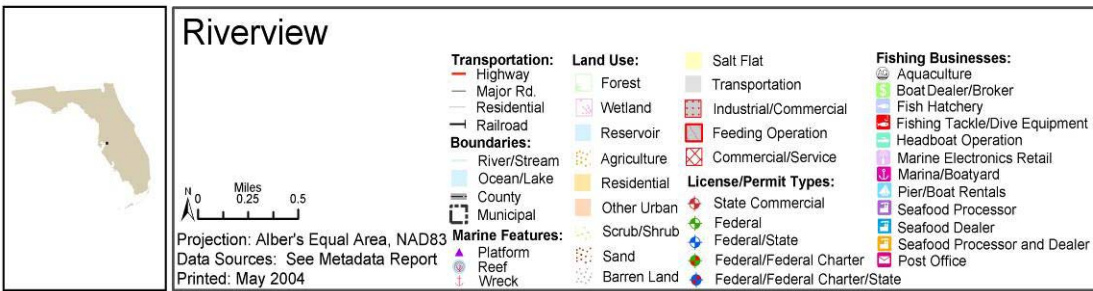 Riverview
N
Miles
0 0.25 0.5
Projection: Alber's Equal Area, NAD83
Data Sources: See Metadata Report
Printed: May 2004
Transportation:
Highway
Major Rd.
Residential
Railroad
Boundaries:
River/Stream
Ocean/Lake
County
Municipal
Marine Features:
Platform
Reef
Wreck
Land Use:
Forest
Wetland
Reservoir
Agriculture
Residential
Other Urban
Scrub/Shrub
Sand
Barren Land
Salt Flat
Transportation
Industrial/Commercial
Feeding Operation
Commercial/Service
License/Permit Types:
State Commercial
Federal
Federal/State
Federal/Federal Charter
Federal/Federal Charter/State
Fishing Businesses:
Aquaculture
Boat Dealer/Broker
Fish Hatchery
Fishing Tackle/Dive Equipment
Headboat Operation
Marine Electronics Retail
Marina/Boatyard
Pier/Boat Rentals
Seafood Processor
Seafood Dealer
Seafood Processor and Dealer
Post Office